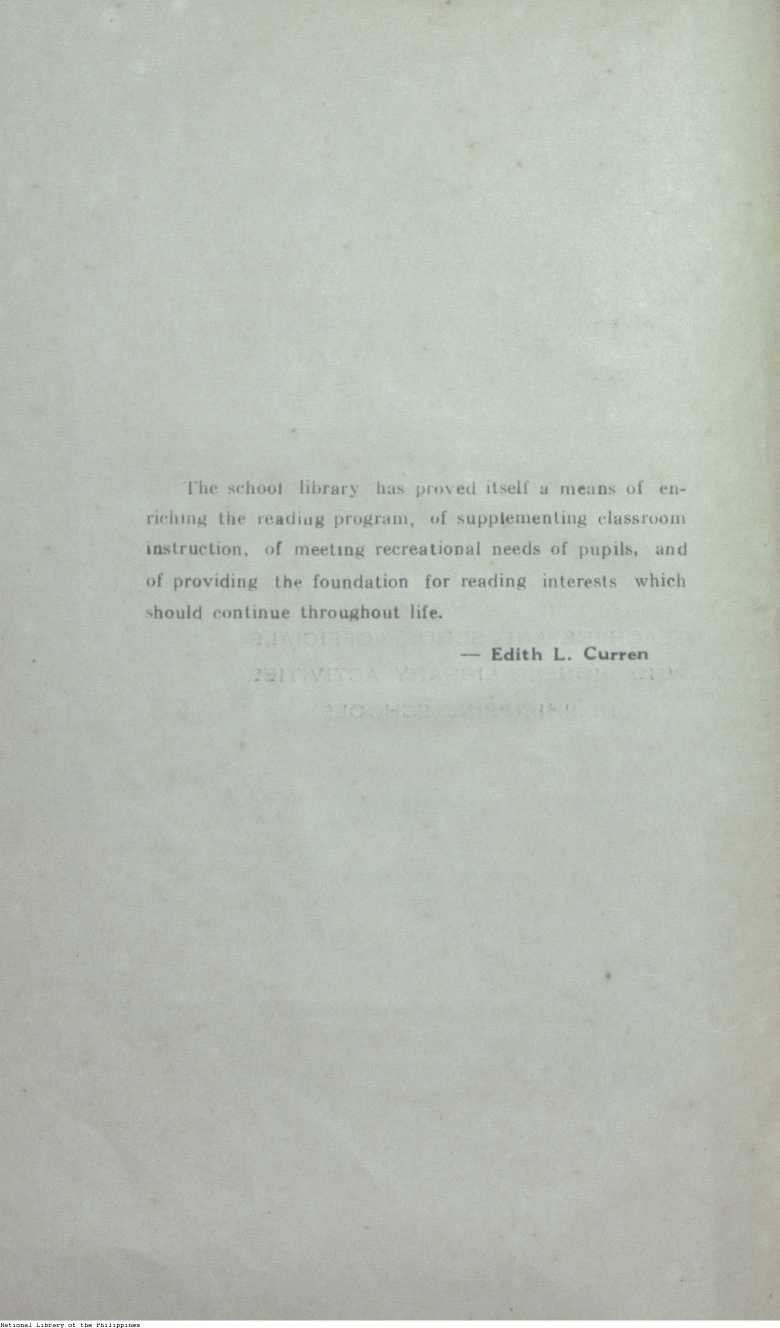 The school library has proved itself a means of en-
riching the reading program, of supplementing classroom
instruction, of meeting recreational needs of pupils, and
of providing the foundation for reading interests which
should continue throughout life.
— Edith L. Curren
National Library of the Philippines